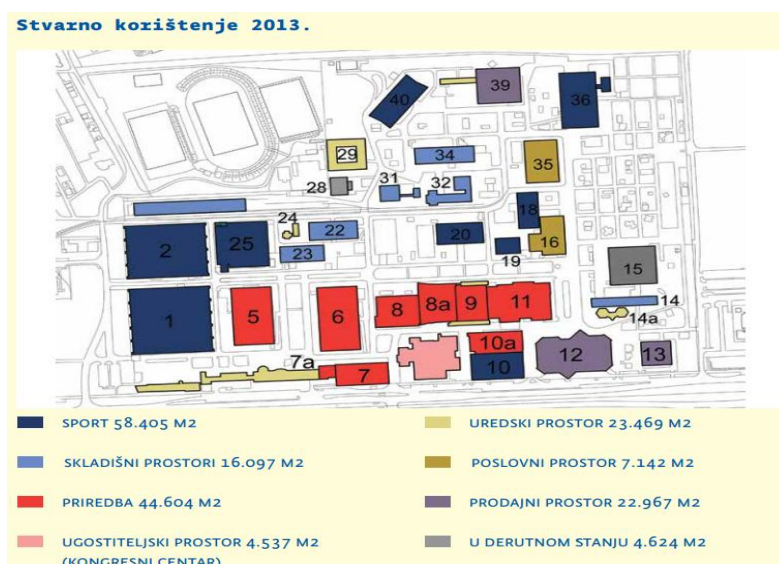 Stvarno korištenje 2013.
39
40
36
29
34
35
28
31
32
24
18
2
25
22
20
16
23
19
15
14
1
5
6
8
8a
9
11
14a
7a
10a
12
13
7
10
SPORT 58.405 M2
UREDSKI PROSTOR 23.469 M2
SKLADIŠNI PROSTORI 16.097 M2
POSLOVNI PROSTOR 7.142 M2
PRIREDBA 44.604 M2
PRODAJNI PROSTOR 22.967 M2
UGOSTITELJSKI PROSTOR 4.537 M2
U DERUTNOM STANJU 4.624 M2
(KONGRESNI CENTAR)